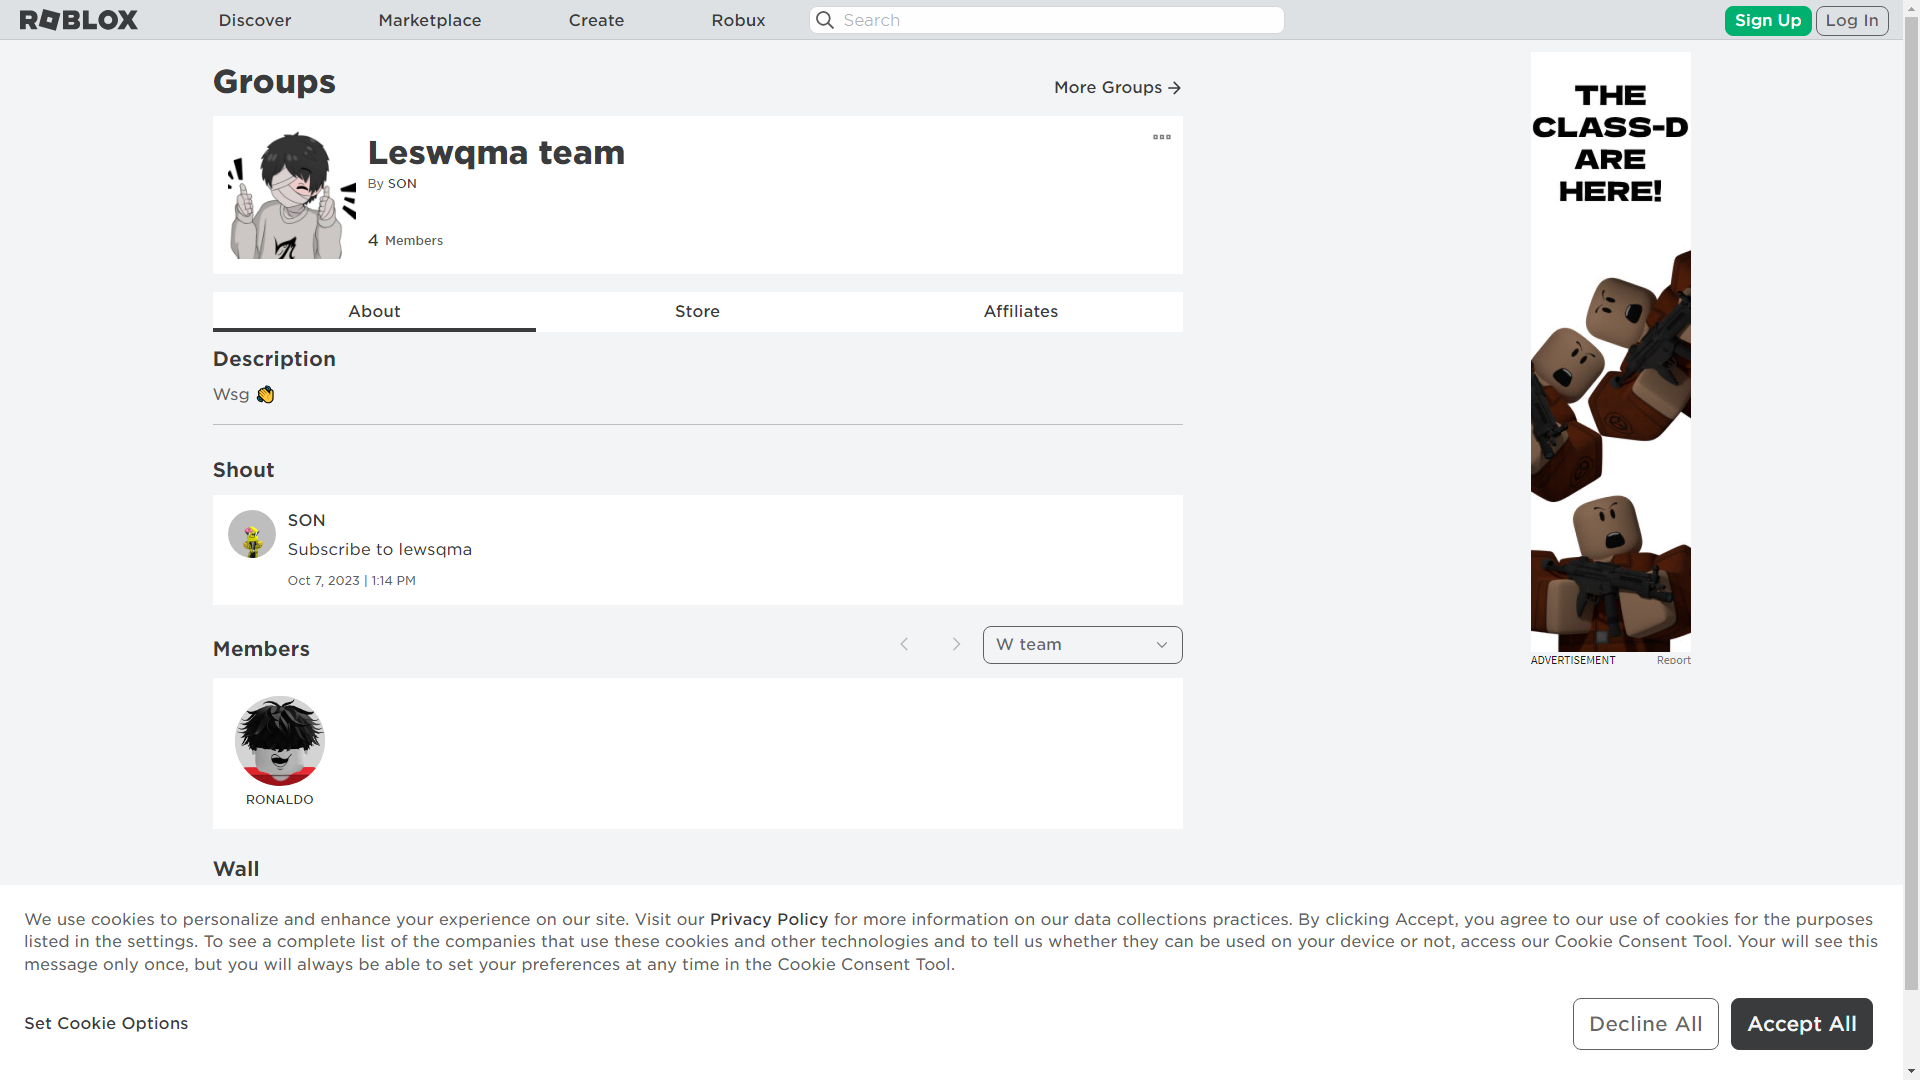 ROBLOX Discover Marketplace Create Robux Search Sign Up Log In
Groups
More Groups
Leswqma team
By SON
4 Members
About Store Affiliates
Description
Wsg 👏
Shout
SON
Subscribe to lewsqma
Oct 7, 2023 | 1:14 PM
Members
W team
RONALDO
Wall
THE
CLASS-D
ARE
HERE!
ADVERTISEMENT Report
We use cookies to personalize and enhance your experience on our site. Visit our Privacy Policy for more information on our data collections practices. By clicking Accept, you agree to our use of cookies for the purposes
listed in the settings. To see a complete list of the companies that use these cookies and other technologies and to tell us whether they can be used on your device or not, access our Cookie Consent Tool. Your will see this
message only once, but you will always be able to set your preferences at any time in the Cookie Consent Tool.
Set Cookie Options
Decline All
Accept All